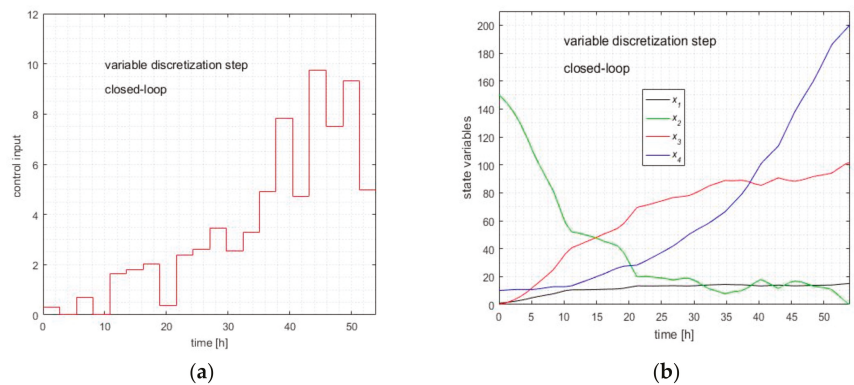 12
10
8
6
4
2
0
control input
variable discretization step
closed-loop
0 10 20 30 40 50
time [h]
(a)
200
180
160
140
120
100
80
60
40
20
0
state variables
variable discretization step
closed-loop
x1
x2
x3
x4
0 5 10 15 20 25 30 35 40 45 50
time [h]
(b)